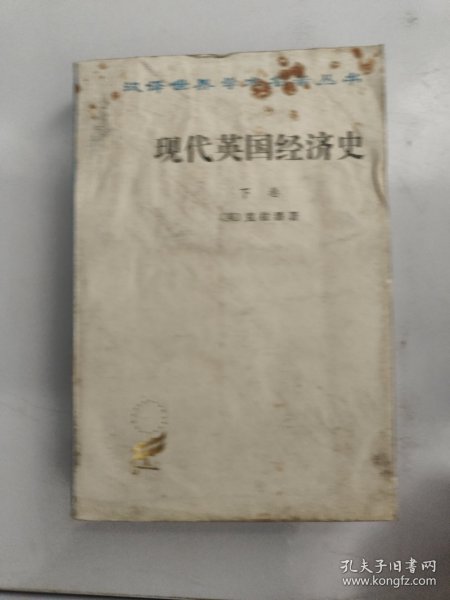 汉译世界学术名著丛书
现代英国经济史
下卷
[英]克拉潘著
孔夫子旧书网
www.kongfz.com